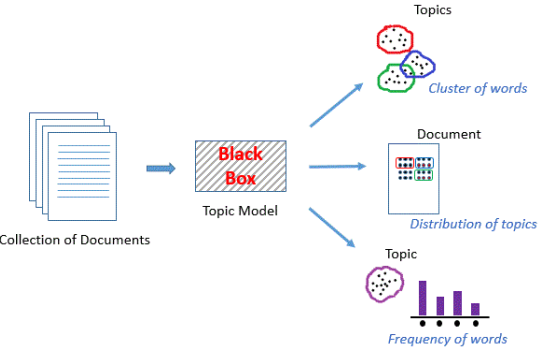 Topics
Cluster of words
Black
Box
Topic Model
Collection of Documents
Document
Distribution of topics
Topic
Frequency of words